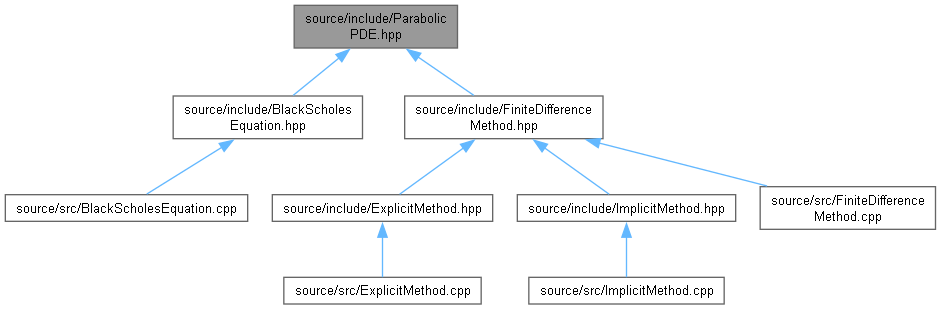 source/include/Parabolic
PDE.hpp
source/include/BlackScholes
Equation.hpp
source/include/FiniteDifference
Method.hpp
source/src/BlackScholesEquation.cpp
source/include/ExplicitMethod.hpp
source/include/ImplicitMethod.hpp
source/src/FiniteDifference
Method.cpp
source/src/ExplicitMethod.cpp
source/src/ImplicitMethod.cpp